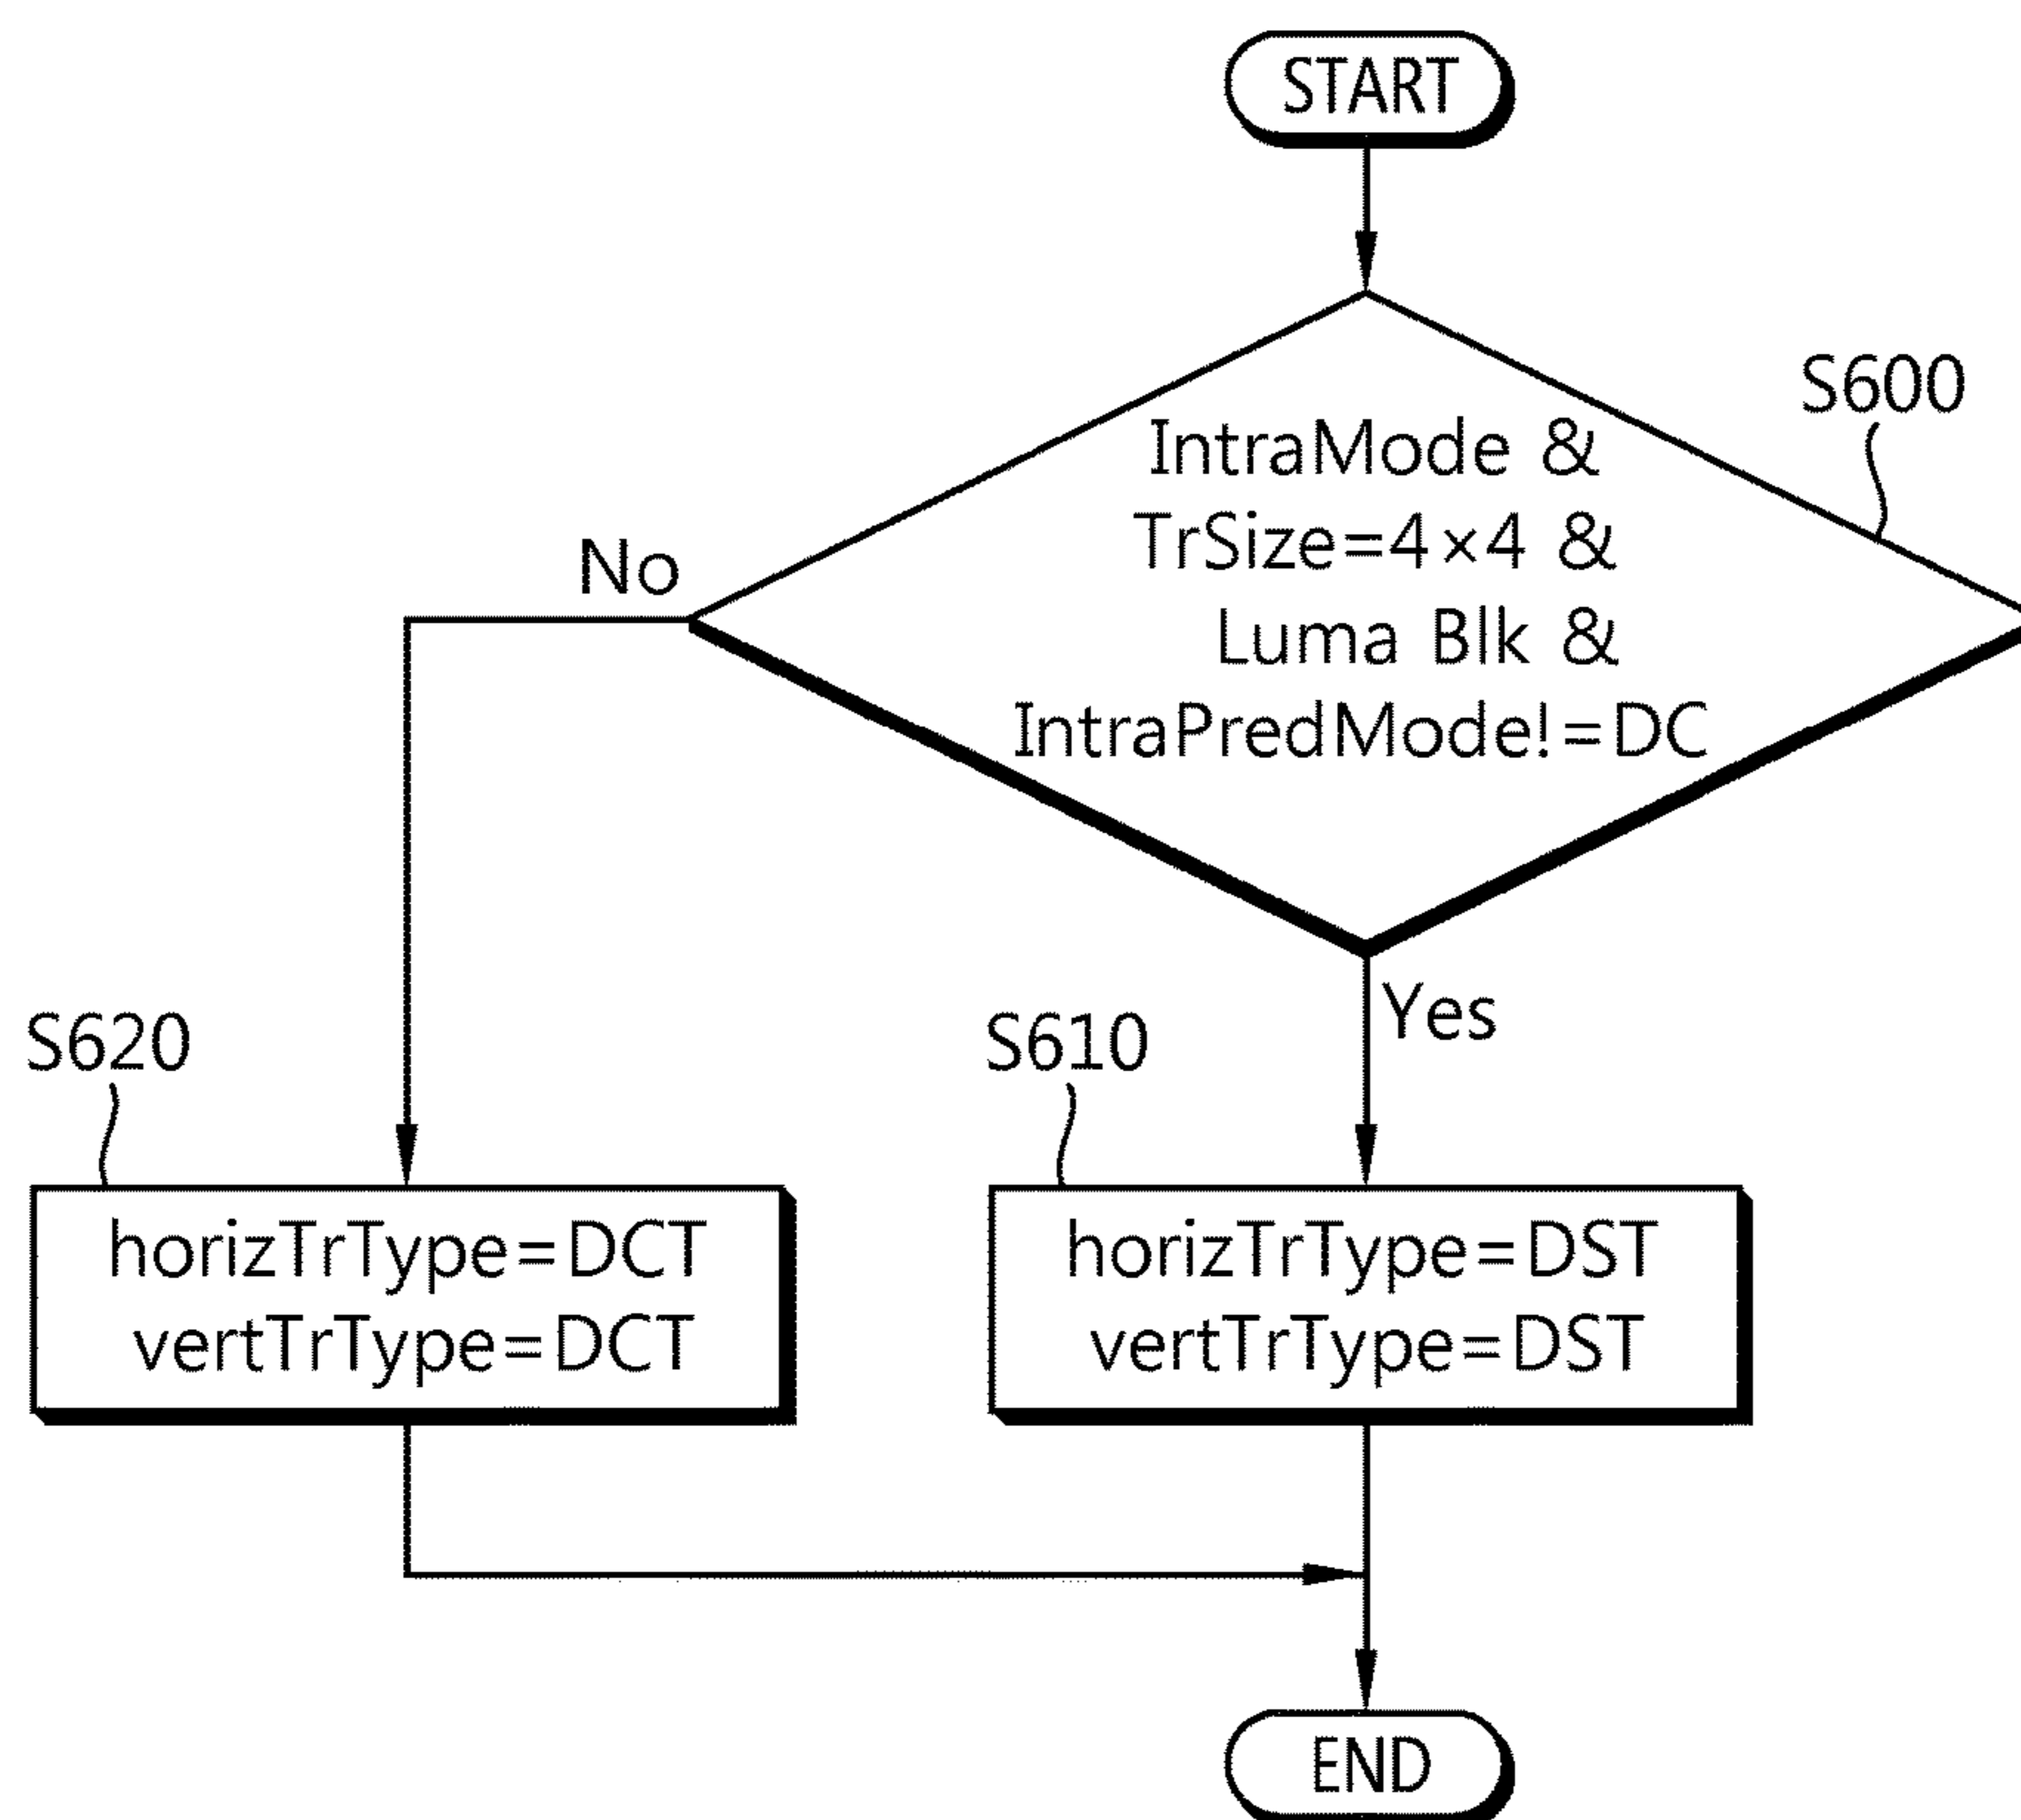 START
S600
IntraMode &
TrSize=4×4 &
Luma Blk &
IntraPredMode!=DC
No
Yes
S620
S610
horizTrType=DCT
vertTrType=DCT
horizTrType=DST
vertTrType=DST
END